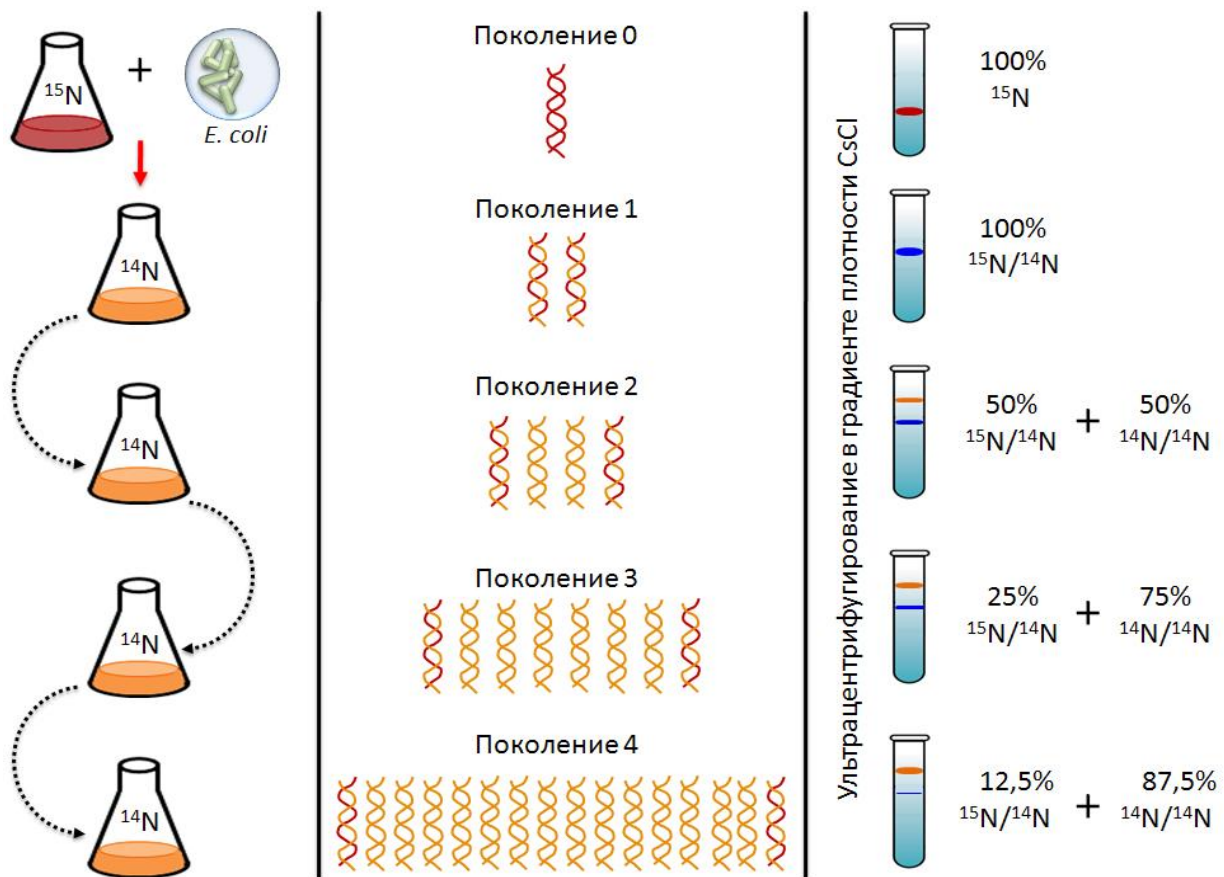 ¹⁵N
+
E. coli
¹⁴N
¹⁴N
¹⁴N
¹⁴N
Поколение 0
Поколение 1
Поколение 2
Поколение 3
Поколение 4
Ультрацентрифугирование в градиенте плотности CsCl
100%
¹⁵N
100%
¹⁵N/¹⁴N
50% + 50%
¹⁵N/¹⁴N ¹⁴N/¹⁴N
25% + 75%
¹⁵N/¹⁴N ¹⁴N/¹⁴N
12,5% + 87,5%
¹⁵N/¹⁴N ¹⁴N/¹⁴N